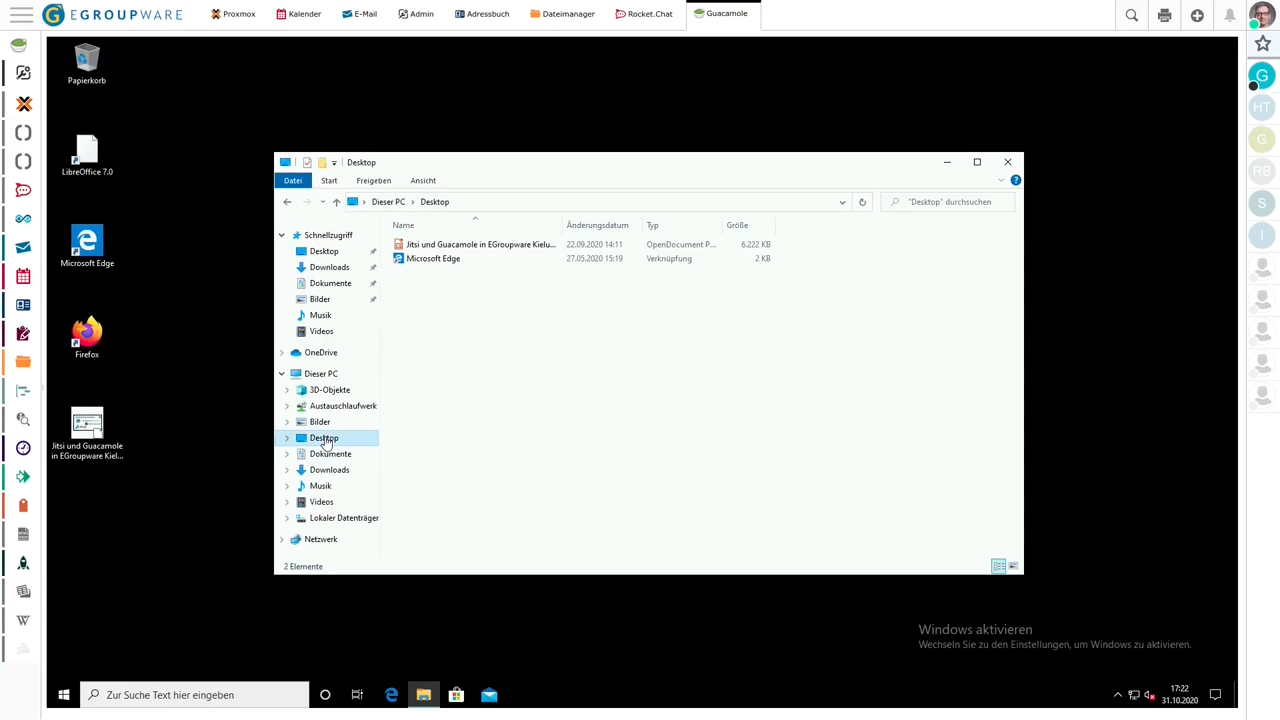 EGROUPWARE
Proxmox
Kalender
E-Mail
Admin
Adressbuch
Dateimanager
Rocket.Chat
Guacamole
Papierkorb
LibreOffice 7.0
Microsoft Edge
Firefox
Jitsi und Guacamole in EGroupware Kiel...
Desktop
Datei
Start
Freigeben
Ansicht
Dieser PC
Desktop
"Desktop" durchsuchen
Name
Änderungsdatum
Typ
Größe
Jitsi und Guacamole in EGroupware Kielu...
22.09.2020 14:11
OpenDocument P...
6.222 KB
Microsoft Edge
27.05.2020 15:19
Verknüpfung
2 KB
Schnellzugriff
Desktop
Downloads
Dokumente
Bilder
Musik
Videos
OneDrive
Dieser PC
3D-Objekte
Austauschlaufwerk
Bilder
Desktop
Dokumente
Downloads
Musik
Videos
Lokaler Datenträger
Netzwerk
2 Elemente
G
HT
G
RB
S
I
Windows aktivieren
Wechseln Sie zu den Einstellungen, um Windows zu aktivieren.
Zur Suche Text hier eingeben
17:22
31.10.2020